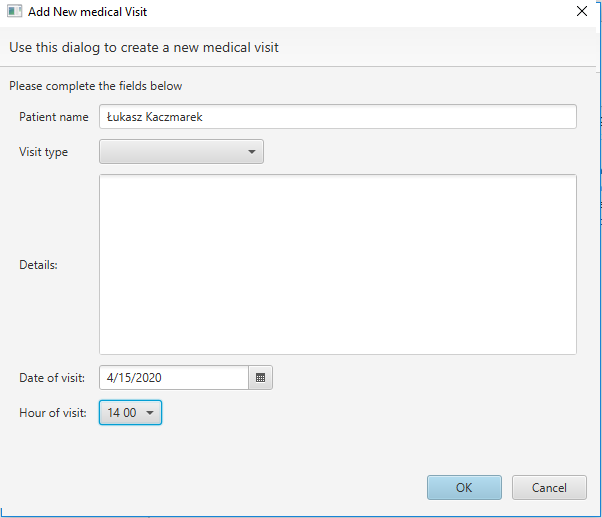 Add New medical Visit
Use this dialog to create a new medical visit
Please complete the fields below
Patient name Łukasz Kaczmarek
Visit type
Details:
Date of visit: 4/15/2020
Hour of visit: 14 00
OK Cancel